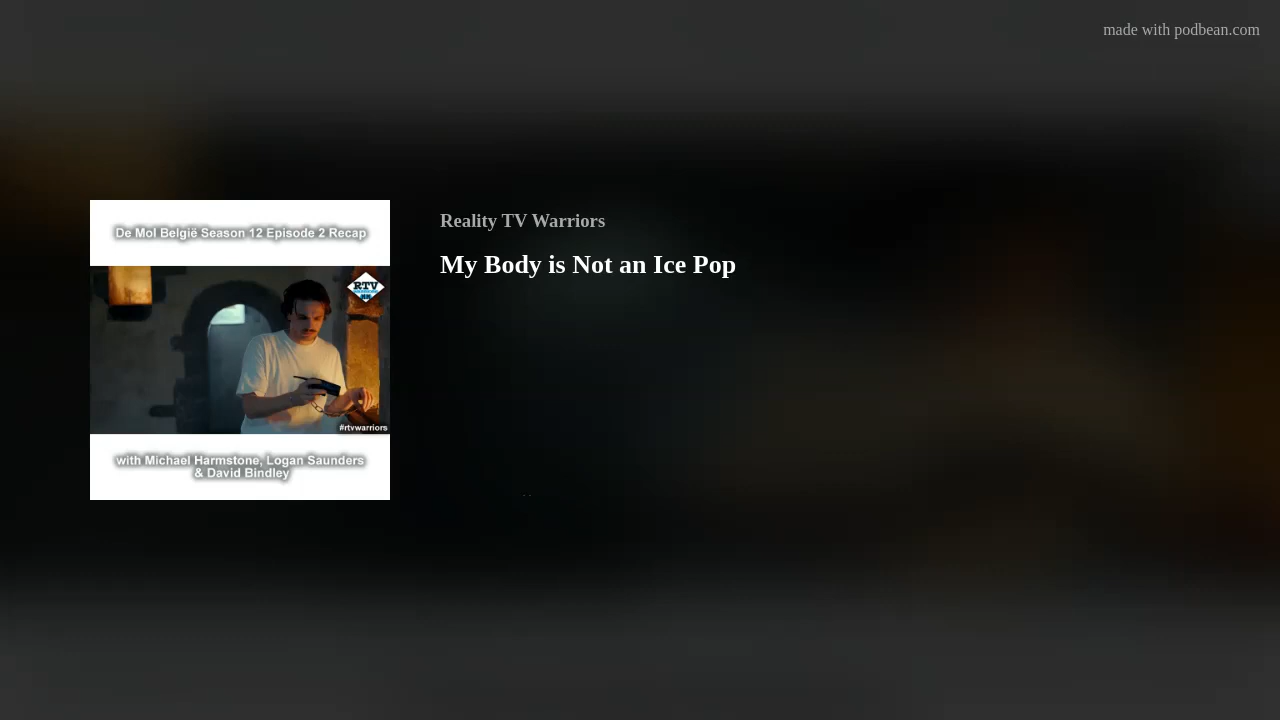 made with podbean.com
De Mol België Season 12 Episode 2 Recap
Reality TV Warriors
My Body is Not an Ice Pop
RTV
#rtvwarriors
with Michael Harmstone, Logan Saunders
& David Bindley